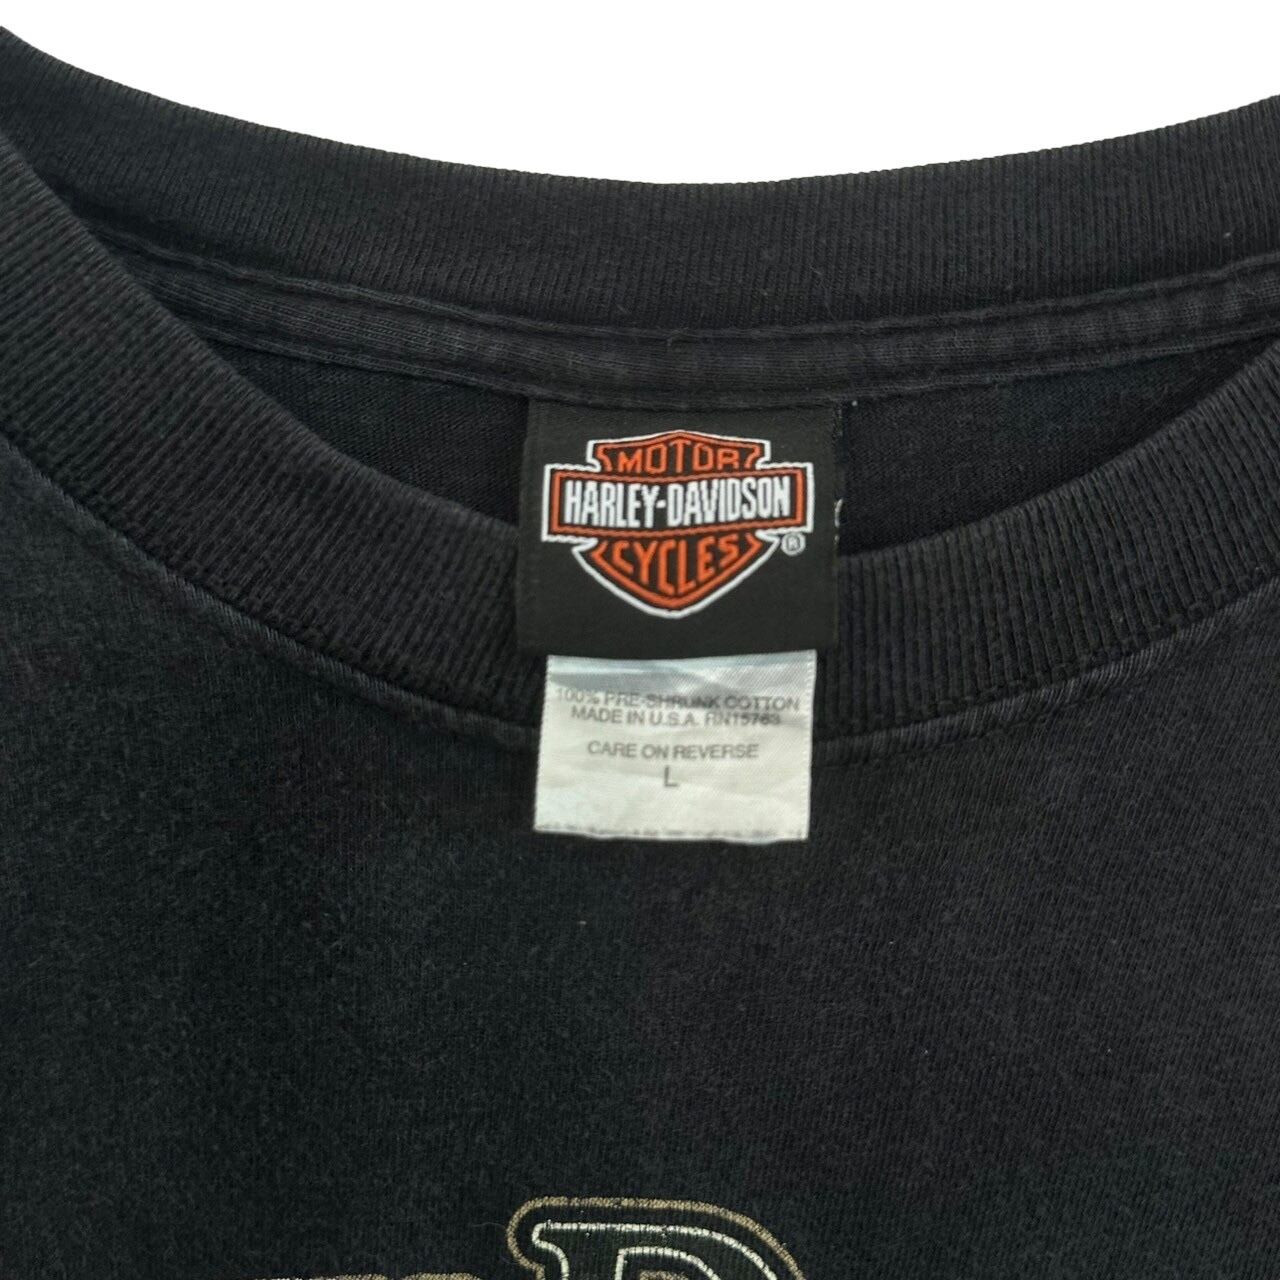 MOTOR
HARLEY-DAVIDSON
CYCLES
®
100% PRE-SHRUNK COTTON
MADE IN U.S.A. RN15763
CARE ON REVERSE
L